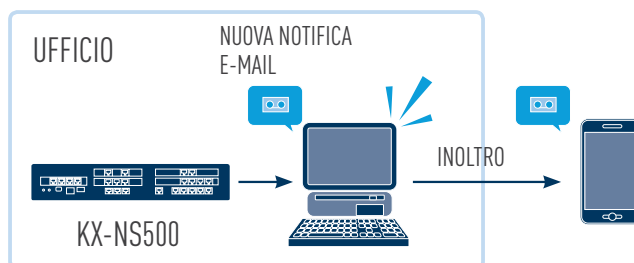 UFFICIO
NUOVA NOTIFICA
E-MAIL
INOLTRO
KX-NS500